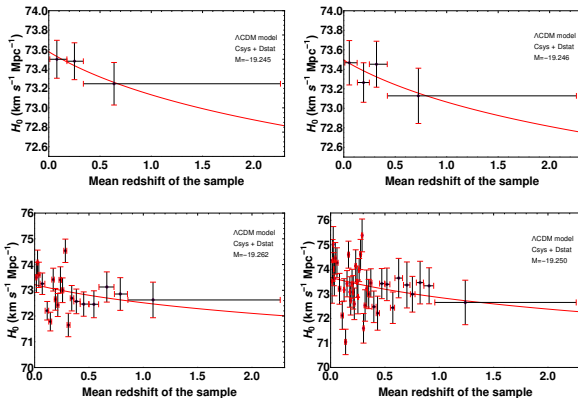 74.0
73.8
73.6
73.4
73.2
73.0
72.8
72.6
H0 (km s−1 Mpc−1)
ΛCDM model
Csys + Dstat
M=−19.245
0.0 0.5 1.0 1.5 2.0
Mean redshift of the sample
74.0
73.8
73.6
73.4
73.2
73.0
72.8
72.6
H0 (km s−1 Mpc−1)
ΛCDM model
Csys + Dstat
M=−19.246
0.0 0.5 1.0 1.5 2.0
Mean redshift of the sample
76
75
74
73
72
71
70
H0 (km s−1 Mpc−1)
ΛCDM model
Csys + Dstat
M=−19.262
0.0 0.5 1.0 1.5 2.0
Mean redshift of the sample
76
75
74
73
72
71
70
H0 (km s−1 Mpc−1)
ΛCDM model
Csys + Dstat
M=−19.250
0.0 0.5 1.0 1.5 2.0
Mean redshift of the sample